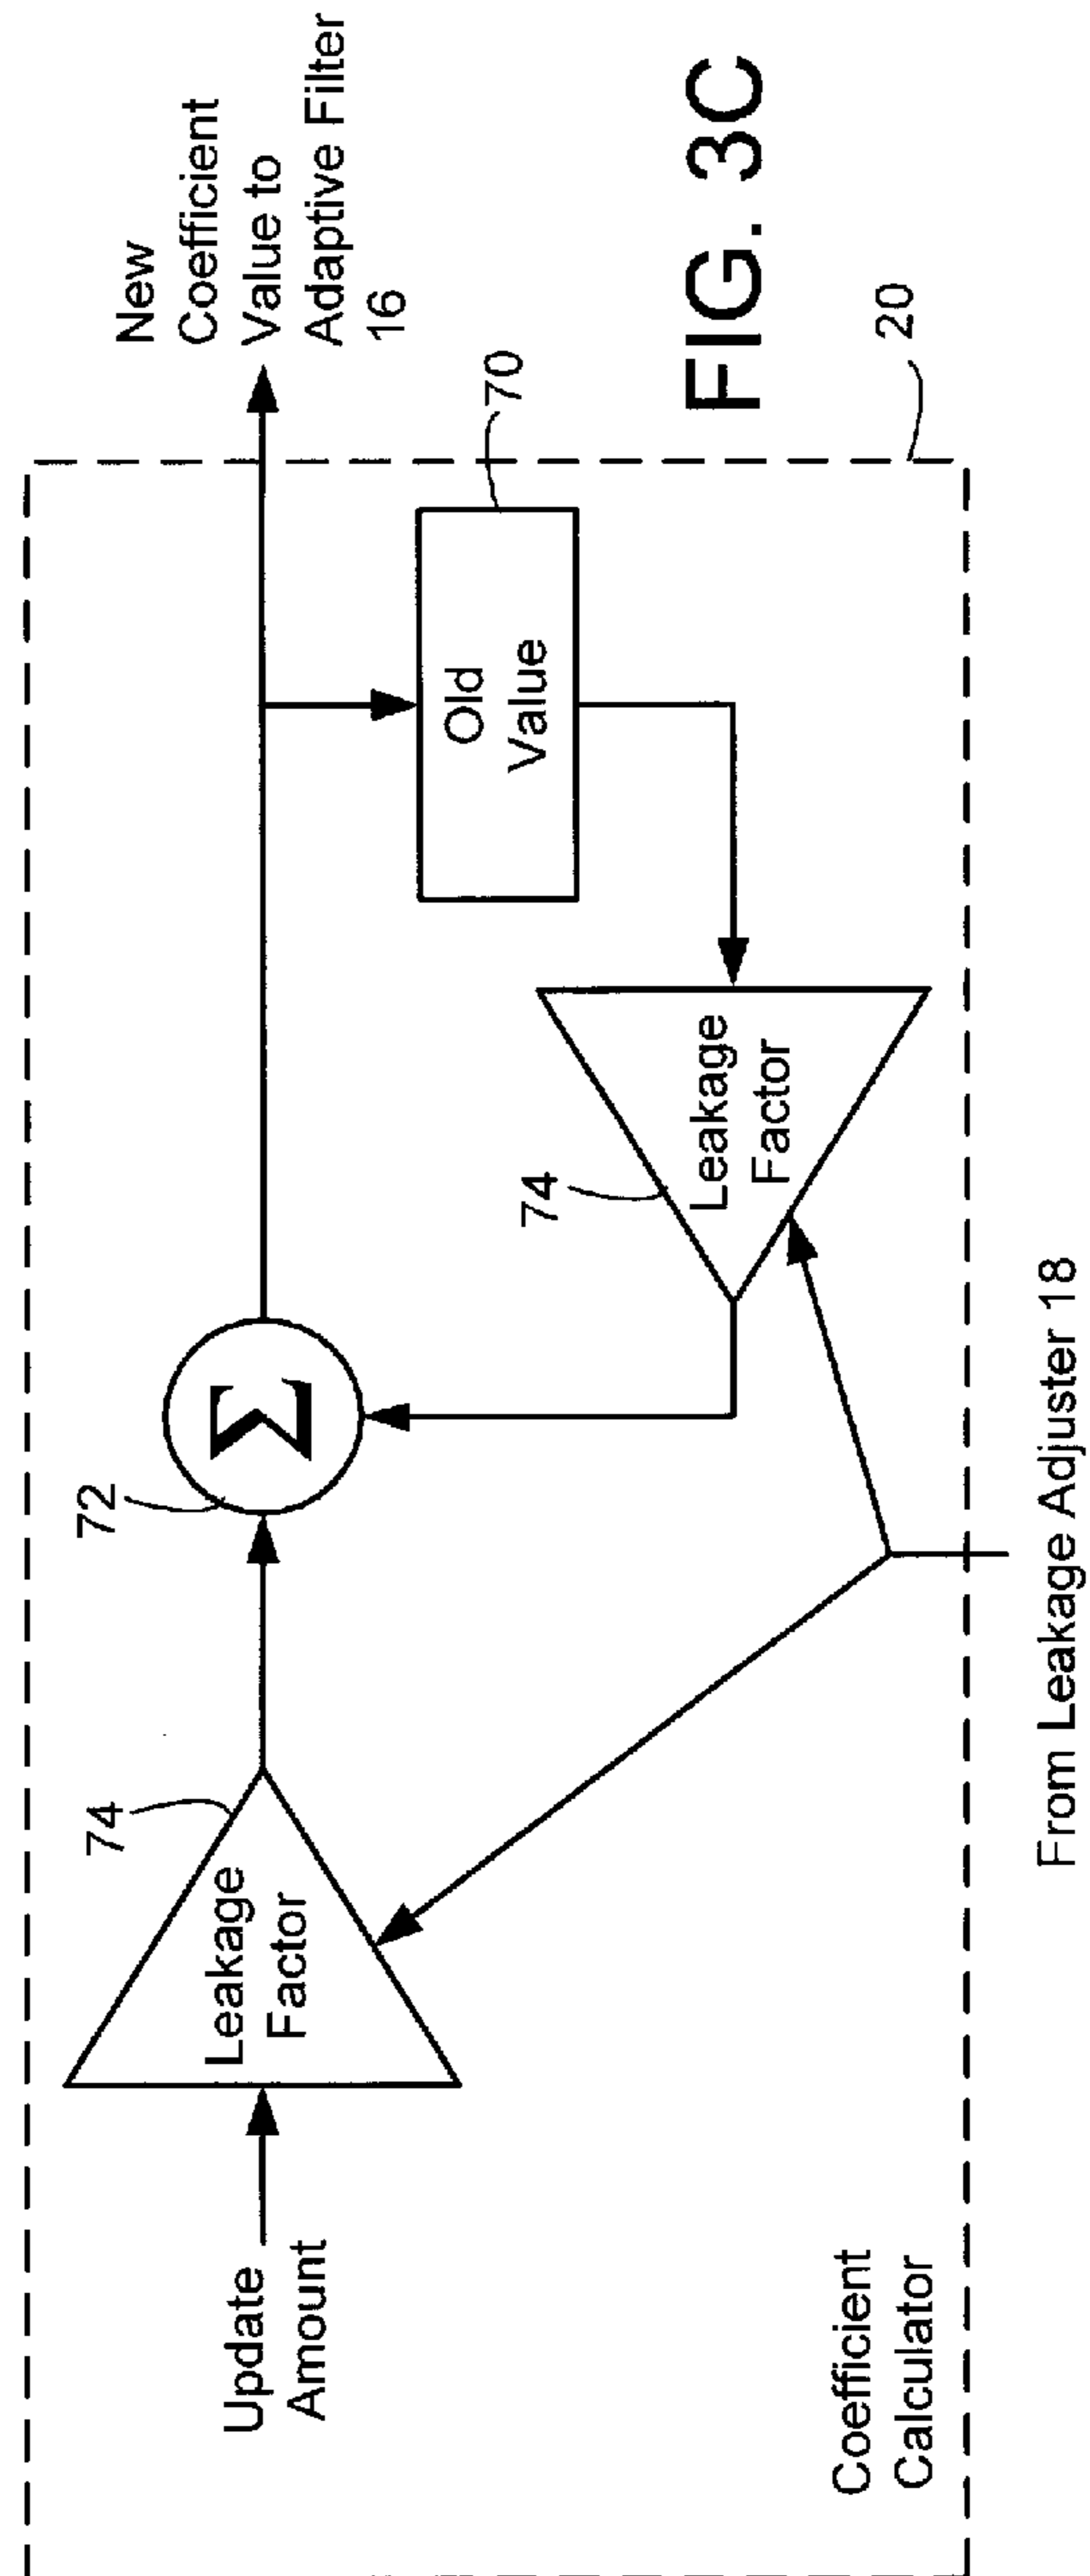 New
Coefficient
Value to
Adaptive Filter
16
Update
Amount
Leakage
Factor
74
72
Σ
Old
Value
70
Leakage
Factor
74
Coefficient
Calculator
20
From Leakage Adjuster 18
FIG. 3C